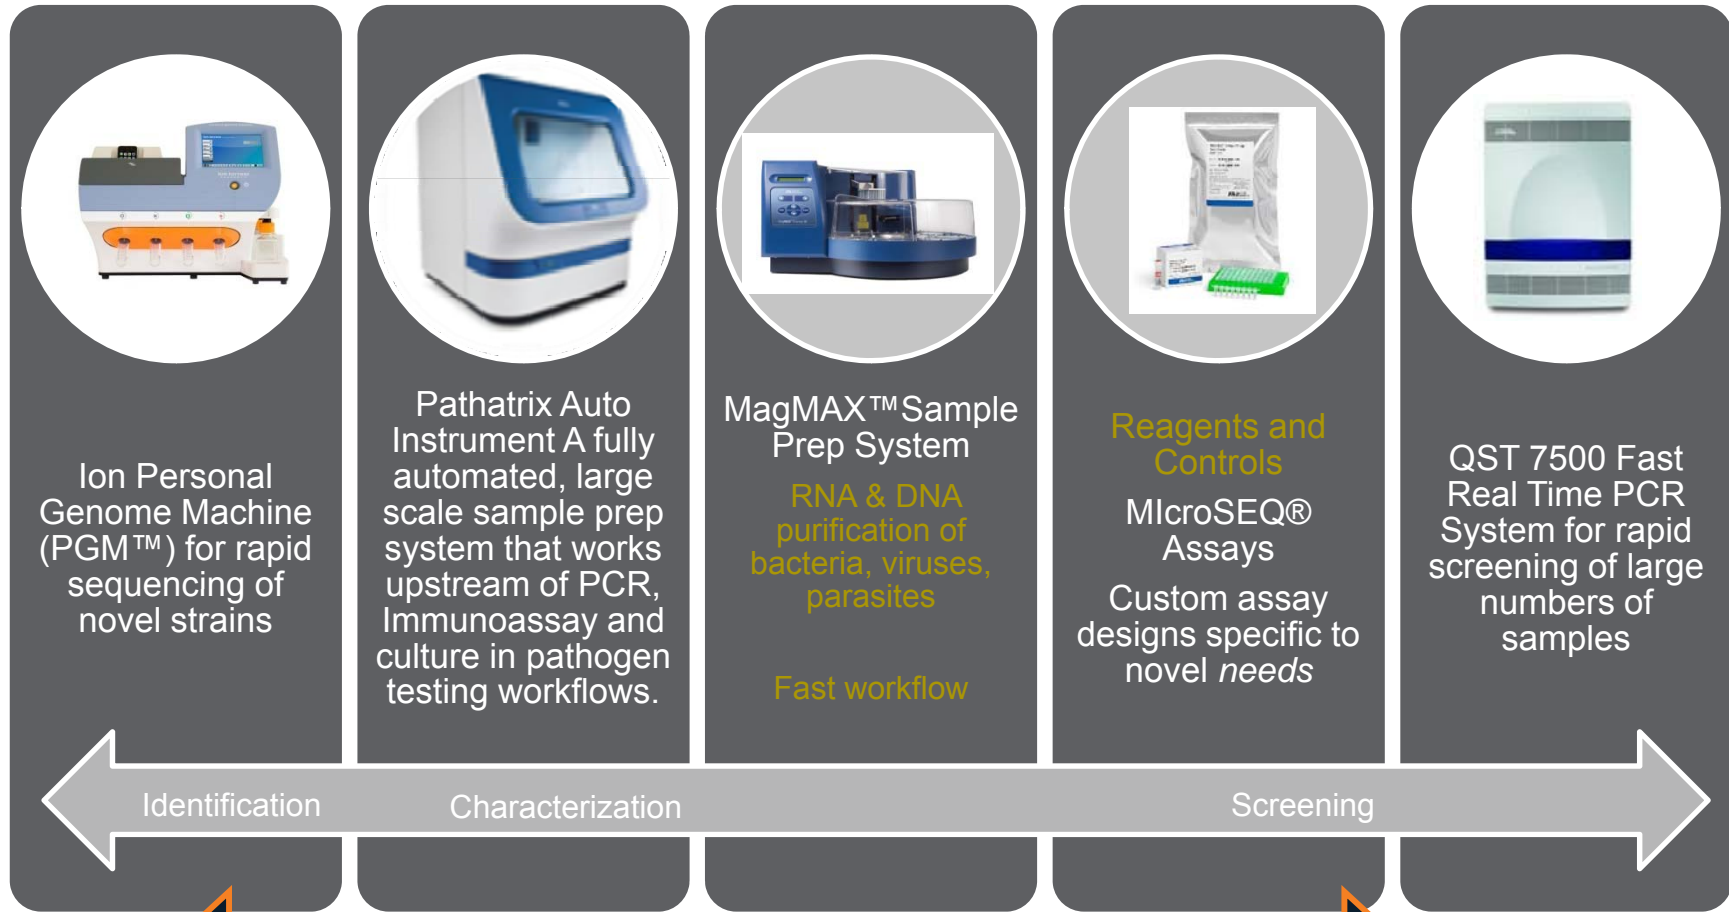 Ion Personal
Genome Machine
(PGM™) for rapid
sequencing of
novel strains
Pathatrix Auto
Instrument A fully
automated, large
scale sample prep
system that works
upstream of PCR,
Immunoassay and
culture in pathogen
testing workflows.
MagMAX™Sample
Prep System
RNA & DNA
purification of
bacteria, viruses,
parasites
Fast workflow
Reagents and
Controls
MIcroSEQ®
Assays
Custom assay
designs specific to
novel needs
QST 7500 Fast
Real Time PCR
System for rapid
screening of large
numbers of
samples
Identification
Characterization
Screening